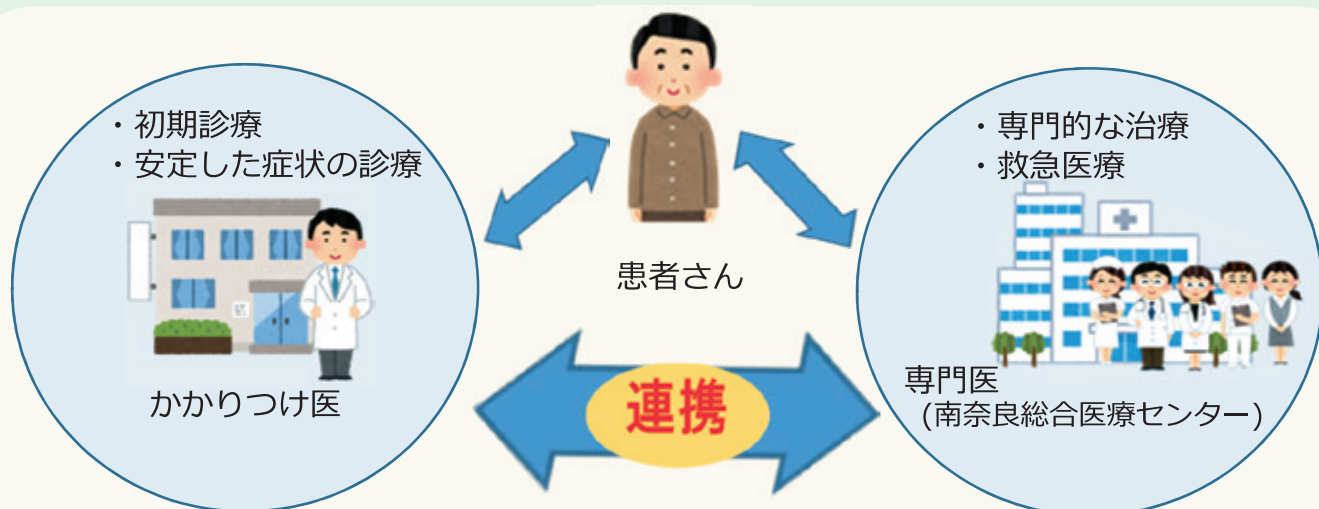 ・初期診療
・安定した症状の診療
かかりつけ医
患者さん
連携
・専門的な治療
・救急医療
専門医
(南奈良総合医療センター)